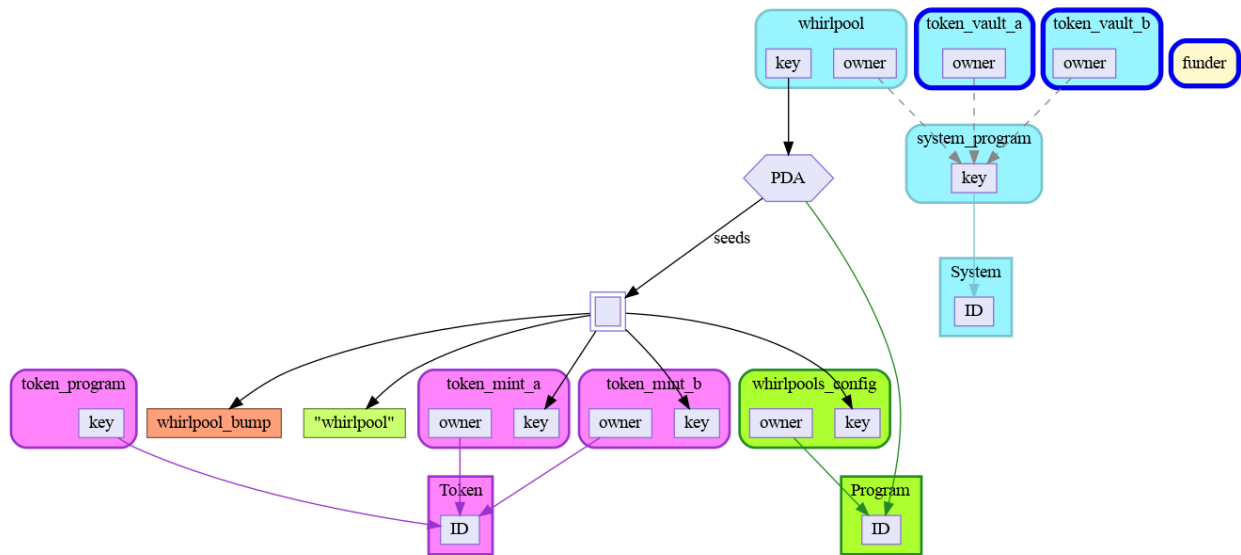 whirlpool
token_vault_a
token_vault_b
key
owner
owner
owner
funder
system_program
key
PDA
seeds
System
ID
token_program
key
whirlpool_bump
"whirlpool"
token_mint_a
owner
key
token_mint_b
owner
key
whirlpools_config
owner
key
Token
ID
Program
ID